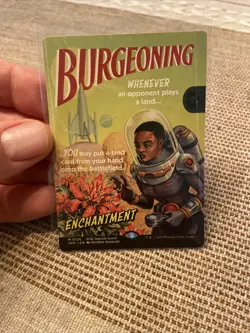 BURGEONING
WHENEVER
an opponent plays
a land...
...YOU may put a land
card from your hand
onto the battlefield.
ENCHANTMENT